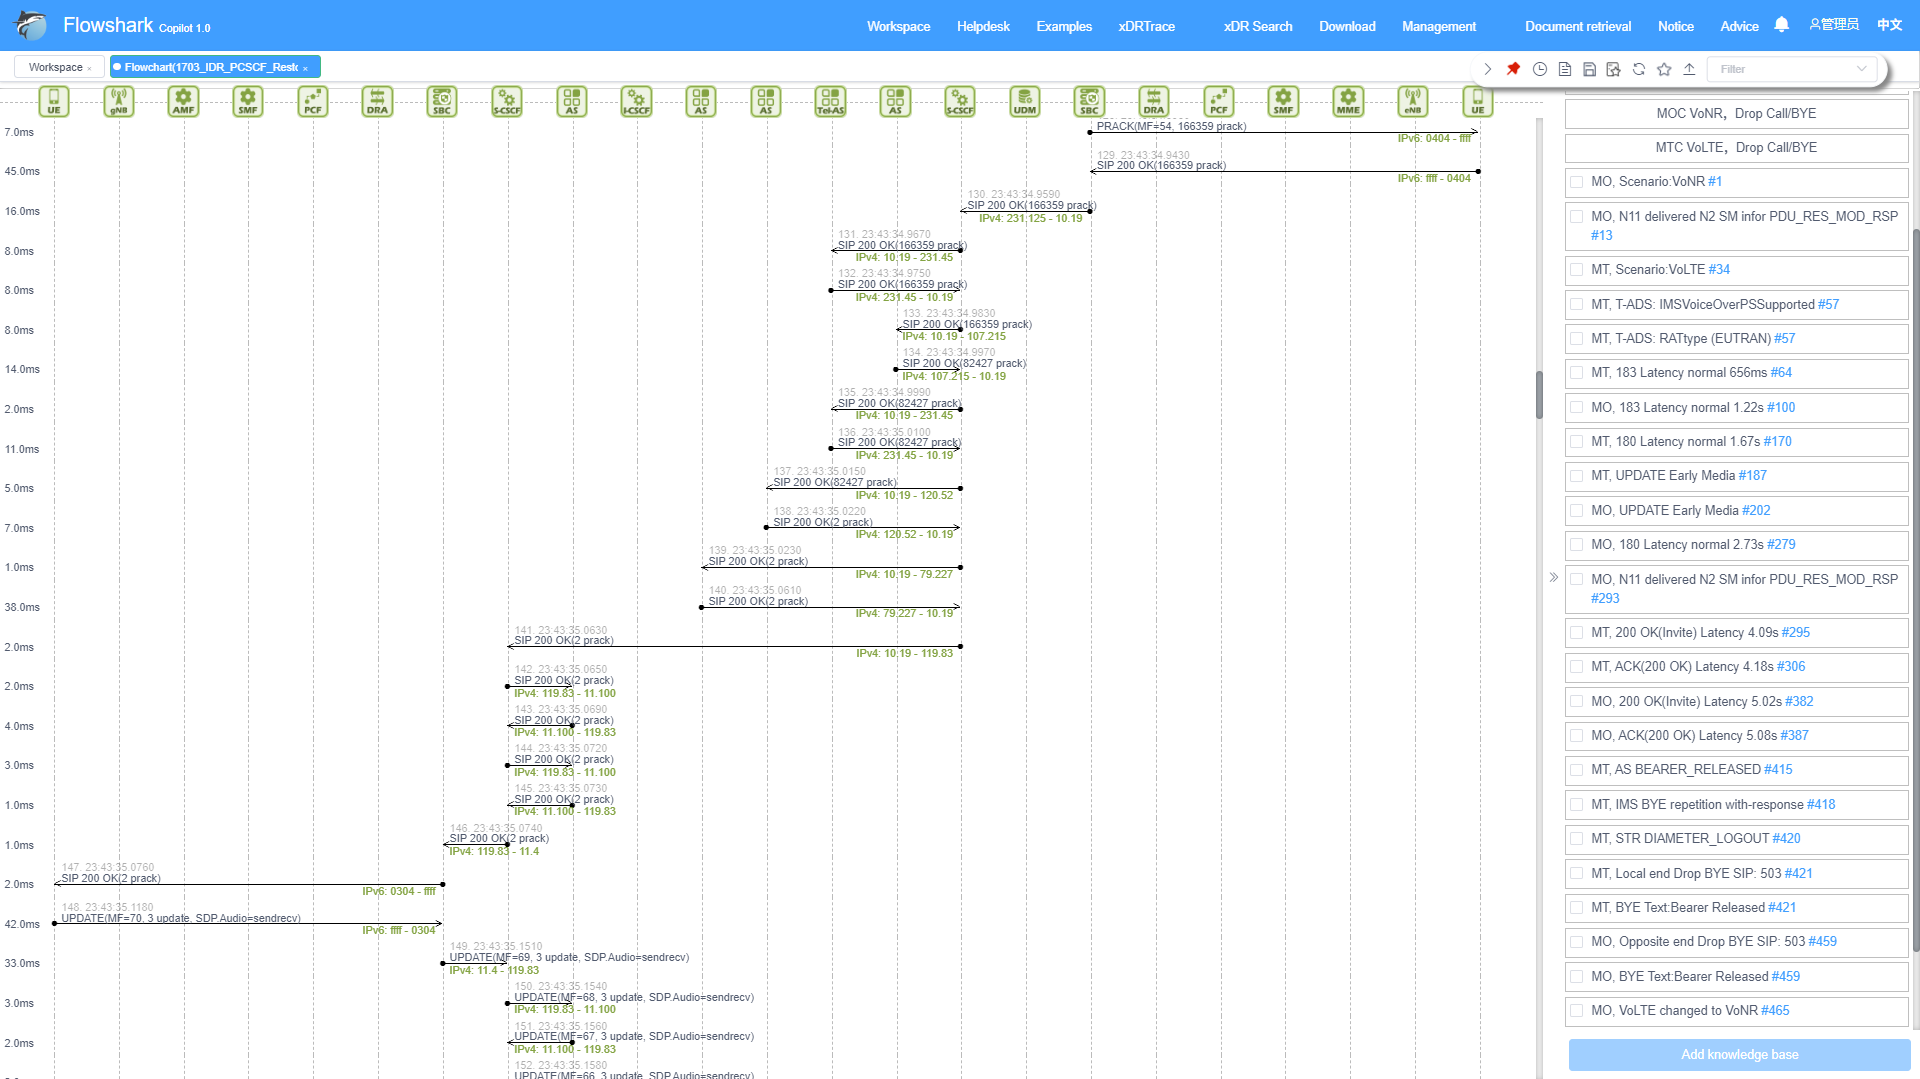 Flowshark Copilot 1.0
Workspace Helpdesk Examples xDRTrace xDR Search Download Management Document retrieval Notice Advice 管理员 中文
Workspace × Flowchart(1703_IDR_PCSCF_Resto ×
Filter
UE gNB AMF SMF PCF DRA SBC S-CSCF AS I-CSCF AS AS Tel-AS AS S-CSCF UDM SBC DRA PCF SMF MME eNB UE
7.0ms
PRACK(MF=54, 166359 prack)
IPv6: 0404 - ffff
129. 23:43:34.9430
45.0ms
SIP 200 OK(166359 prack)
IPv6: ffff - 0404
130. 23:43:34.9590
16.0ms
SIP 200 OK(166359 prack)
IPv4: 231.125 - 10.19
131. 23:43:34.9670
8.0ms
SIP 200 OK(166359 prack)
IPv4: 10.19 - 231.45
132. 23:43:34.9750
8.0ms
SIP 200 OK(166359 prack)
IPv4: 231.45 - 10.19
133. 23:43:34.9830
8.0ms
SIP 200 OK(166359 prack)
IPv4: 10.19 - 107.215
134. 23:43:34.9970
14.0ms
SIP 200 OK(82427 prack)
IPv4: 107.215 - 10.19
135. 23:43:34.9990
2.0ms
SIP 200 OK(82427 prack)
IPv4: 10.19 - 231.45
136. 23:43:35.0100
11.0ms
SIP 200 OK(82427 prack)
IPv4: 231.45 - 10.19
137. 23:43:35.0150
5.0ms
SIP 200 OK(82427 prack)
IPv4: 10.19 - 120.52
138. 23:43:35.0220
7.0ms
SIP 200 OK(2 prack)
IPv4: 120.52 - 10.19
139. 23:43:35.0230
1.0ms
SIP 200 OK(2 prack)
IPv4: 10.19 - 79.227
140. 23:43:35.0610
38.0ms
SIP 200 OK(2 prack)
IPv4: 79.227 - 10.19
141. 23:43:35.0630
2.0ms
SIP 200 OK(2 prack)
IPv4: 10.19 - 119.83
142. 23:43:35.0650
2.0ms
SIP 200 OK(2 prack)
IPv4: 119.83 - 11.100
143. 23:43:35.0690
4.0ms
SIP 200 OK(2 prack)
IPv4: 11.100 - 119.83
144. 23:43:35.0720
3.0ms
SIP 200 OK(2 prack)
IPv4: 119.83 - 11.100
145. 23:43:35.0730
1.0ms
SIP 200 OK(2 prack)
IPv4: 11.100 - 119.83
146. 23:43:35.0740
1.0ms
SIP 200 OK(2 prack)
IPv4: 119.83 - 11.4
147. 23:43:35.0760
2.0ms
SIP 200 OK(2 prack)
IPv6: 0304 - ffff
148. 23:43:35.1180
42.0ms
UPDATE(MF=70, 3 update, SDP.Audio=sendrecv)
IPv6: ffff - 0304
149. 23:43:35.1510
33.0ms
UPDATE(MF=69, 3 update, SDP.Audio=sendrecv)
IPv4: 11.4 - 119.83
150. 23:43:35.1540
3.0ms
UPDATE(MF=68, 3 update, SDP.Audio=sendrecv)
IPv4: 119.83 - 11.100
151. 23:43:35.1560
2.0ms
UPDATE(MF=67, 3 update, SDP.Audio=sendrecv)
IPv4: 11.100 - 119.83
152. 23:43:35.1580
UPDATE(MF=66, 3 update, SDP.Audio=sendrecv)
MOC VoNR，Drop Call/BYE
MTC VoLTE，Drop Call/BYE
MO, Scenario:VoNR #1
MO, N11 delivered N2 SM infor PDU_RES_MOD_RSP
#13
MT, Scenario:VoLTE #34
MT, T-ADS: IMSVoiceOverPSSupported #57
MT, T-ADS: RATtype (EUTRAN) #57
MT, 183 Latency normal 656ms #64
MO, 183 Latency normal 1.22s #100
MT, 180 Latency normal 1.67s #170
MT, UPDATE Early Media #187
MO, UPDATE Early Media #202
MO, 180 Latency normal 2.73s #279
MO, N11 delivered N2 SM infor PDU_RES_MOD_RSP
#293
MT, 200 OK(Invite) Latency 4.09s #295
MT, ACK(200 OK) Latency 4.18s #306
MO, 200 OK(Invite) Latency 5.02s #382
MO, ACK(200 OK) Latency 5.08s #387
MT, AS BEARER_RELEASED #415
MT, IMS BYE repetition with-response #418
MT, STR DIAMETER_LOGOUT #420
MT, Local end Drop BYE SIP: 503 #421
MT, BYE Text:Bearer Released #421
MO, Opposite end Drop BYE SIP: 503 #459
MO, BYE Text:Bearer Released #459
MO, VoLTE changed to VoNR #465
Add knowledge base